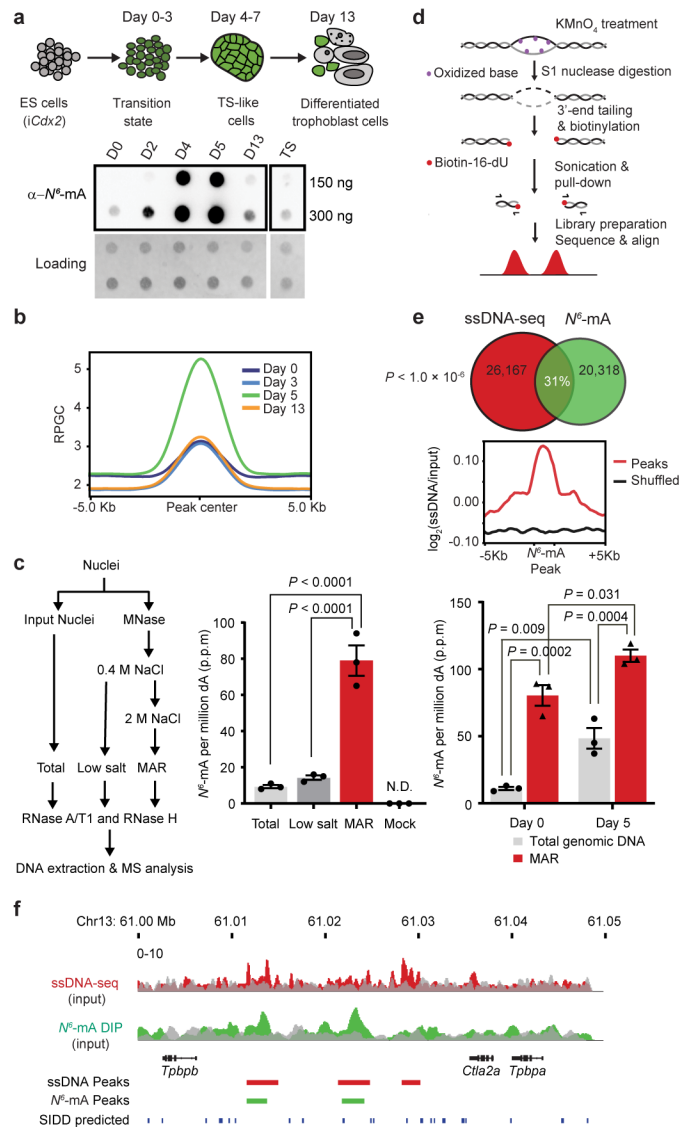 a
Day 0-3
Day 4-7
Day 13
ES cells
(iCdx2)
Transition
state
TS-like
cells
Differentiated
trophoblast cells
D0
D2
D4
D5
D13
TS
α–N⁶-mA
150 ng
300 ng
Loading
b
RPGC
5
4
3
2
Day 0
Day 3
Day 5
Day 13
-5.0 Kb
Peak center
5.0 Kb
c
Nuclei
Input Nuclei
MNase
0.4 M NaCl
2 M NaCl
Total
Low salt
MAR
RNase A/T1 and RNase H
DNA extraction & MS analysis
N⁶-mA per million dA (p.p.m)
100
80
60
40
20
0
P < 0.0001
P < 0.0001
N.D.
Total
Low salt
MAR
Mock
N⁶-mA per million dA (p.p.m)
150
100
50
0
P = 0.031
P = 0.009
P = 0.0004
P = 0.0002
Day 0
Day 5
Total genomic DNA
MAR
d
KMnO₄ treatment
Oxidized base
S1 nuclease digestion
3'-end tailing
& biotinylation
Biotin-16-dU
Sonication &
pull-down
Library preparation
Sequence & align
e
ssDNA-seq
N⁶-mA
P < 1.0 × 10⁻⁶
26,167
31%
20,318
log₂(ssDNA/input)
0.10
0.00
-0.10
Peaks
Shuffled
-5Kb
N⁶-mA
Peak
+5Kb
f
Chr13: 61.00 Mb
61.01
61.02
61.03
61.04
61.05
0-10
ssDNA-seq
(input)
N⁶-mA DIP
(input)
Tpbpb
Ctla2a
Tpbpa
ssDNA Peaks
N⁶-mA Peaks
SIDD predicted